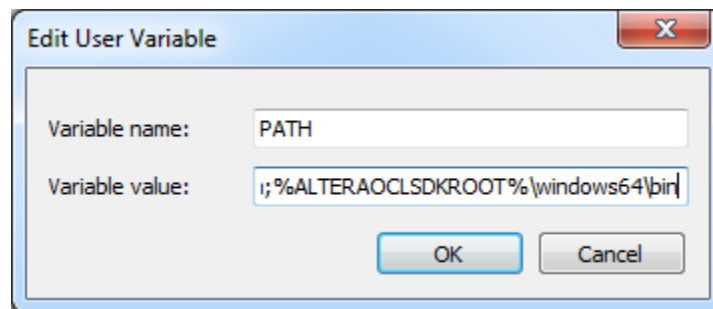 Edit User Variable
Variable name: PATH
Variable value: ;%ALTERAOCLSDKROOT%\windows64\bin
OK Cancel